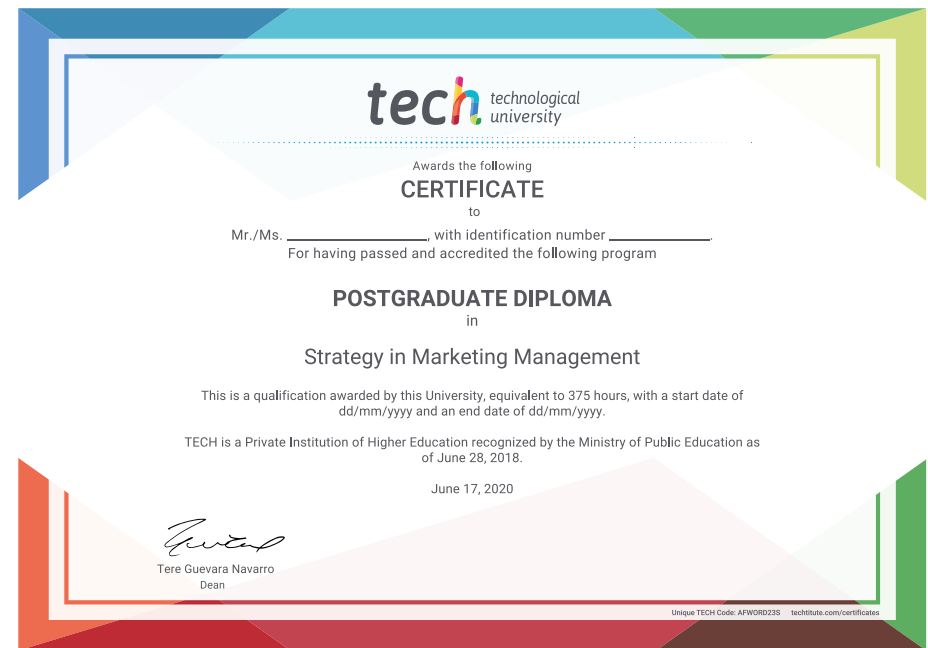 tech technological
university
Awards the following
CERTIFICATE
to
Mr./Ms. ____________, with identification number ____________.
For having passed and accredited the following program
POSTGRADUATE DIPLOMA
in
Strategy in Marketing Management
This is a qualification awarded by this University, equivalent to 375 hours, with a start date of
dd/mm/yyyy and an end date of dd/mm/yyyy.
TECH is a Private Institution of Higher Education recognized by the Ministry of Public Education as
of June 28, 2018.
June 17, 2020
Tere Guevara Navarro
Dean
Unique TECH Code: AFWORD23S techtitute.com/certificates